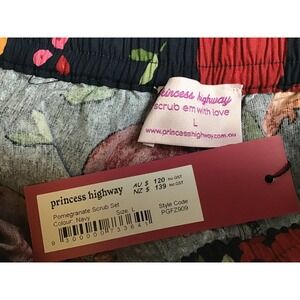 princess highway
scrub em with love
L
www.princesshighway.com.au
princess highway
AU $ 120 inc GST
NZ $ 139 inc GST
Pomegranate Scrub Set
Colour: Navy
Size: L
Style Code
PGFZ909
9300000733641